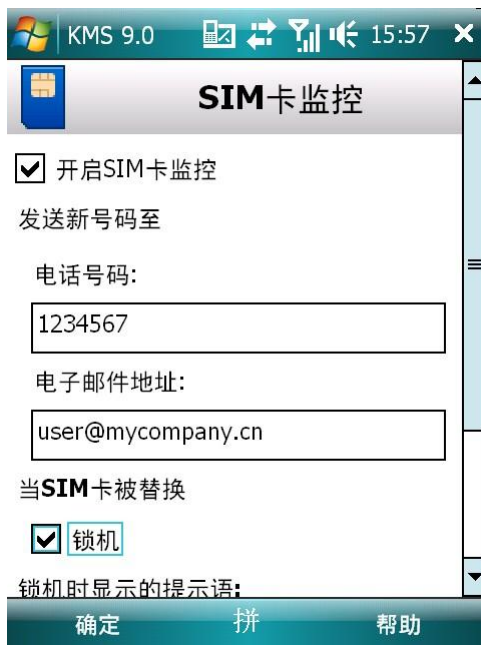 KMS 9.0 15:57
SIM卡监控
开启SIM卡监控
发送新号码至
电话号码:
1234567
电子邮件地址:
user@mycompany.cn
当SIM卡被替换
锁机
锁机时显示的提示语:
确定 拼 帮助